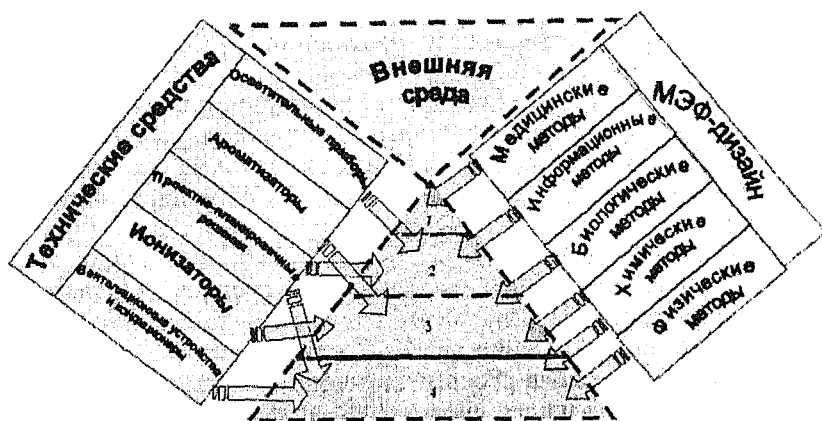 Внешняя
среда
Технические средства
Осветительные приборы
Ароматизаторы
Проектно-планировочные
решения
Ионизаторы
Вентиляционные устройства
и кондиционеры
МЭФ-дизайн
Медицинские
методы
Информационные
методы
Биологические
методы
Химические
методы
Физические
методы
1
2
3
4